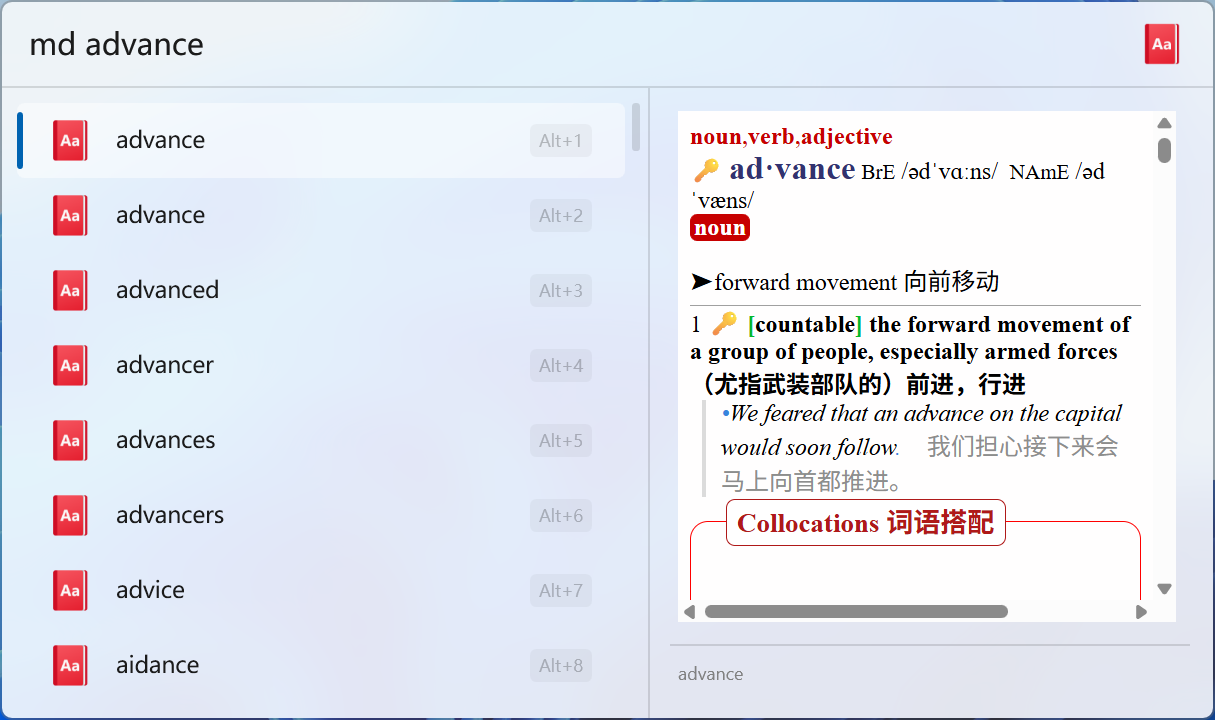 md advance
Aa
Aa advance Alt+1
Aa advance Alt+2
Aa advanced Alt+3
Aa advancer Alt+4
Aa advances Alt+5
Aa advancers Alt+6
Aa advice Alt+7
Aa aidance Alt+8
noun,verb,adjective
ad·vance BrE /ədˈvɑːns/ NAmE /əd
ˈvæns/
noun
➤forward movement 向前移动
1 [countable] the forward movement of
a group of people, especially armed forces
（尤指武装部队的）前进，行进
•We feared that an advance on the capital
would soon follow. 我们担心接下来会
马上向首都推进。
Collocations 词语搭配
advance